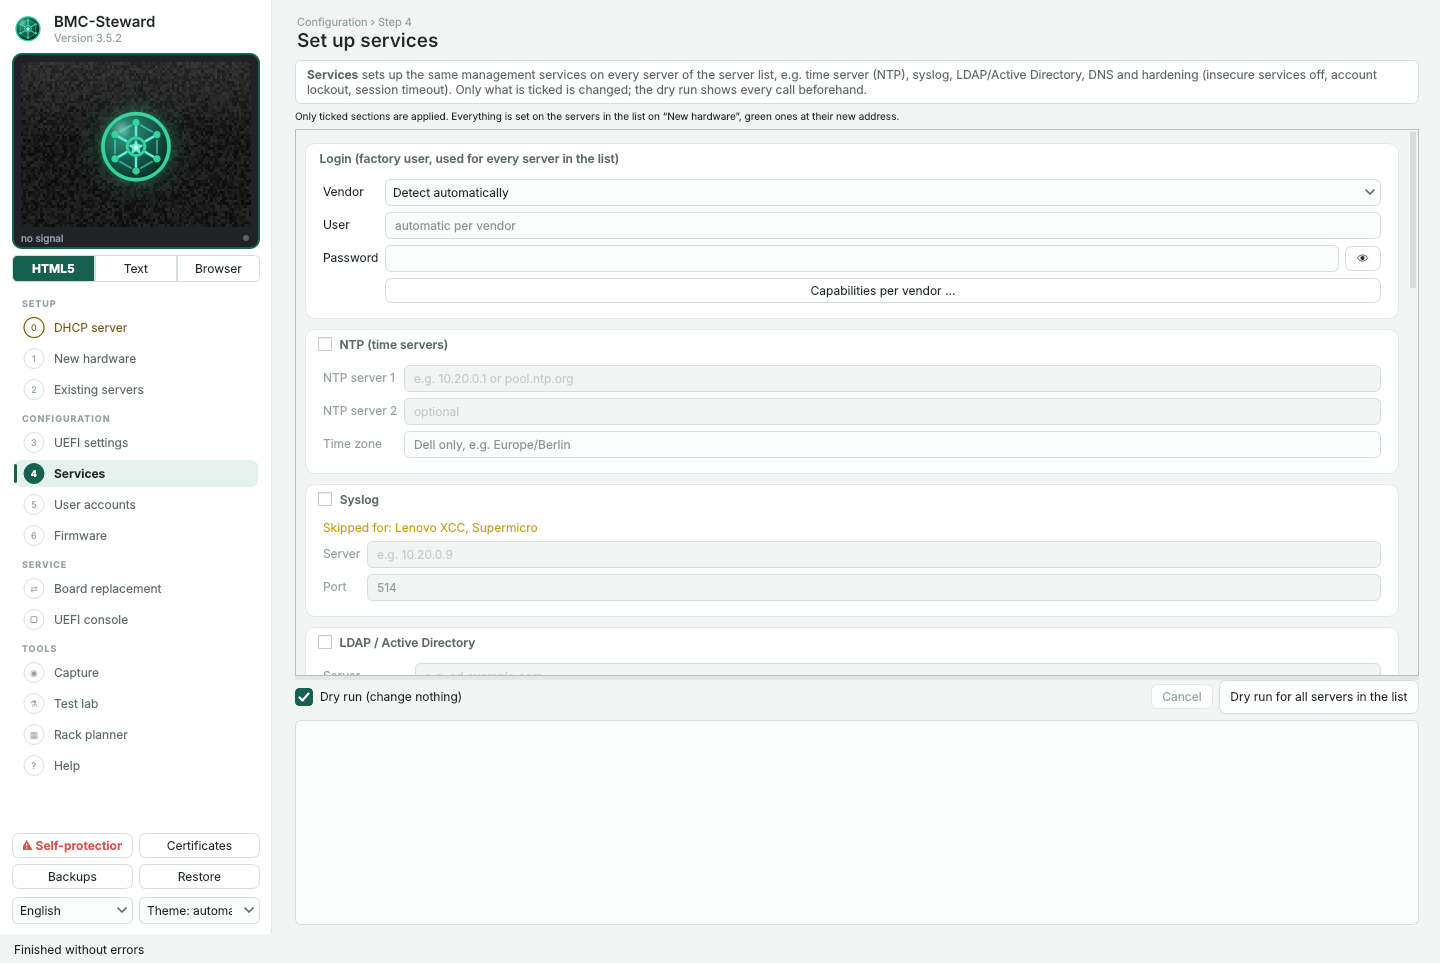 BMC-Steward
Version 3.5.2
no signal
HTML5
Text
Browser
SETUP
0
DHCP server
1
New hardware
2
Existing servers
CONFIGURATION
3
UEFI settings
4
Services
5
User accounts
6
Firmware
SERVICE
Board replacement
UEFI console
TOOLS
Capture
Test lab
Rack planner
?
Help
Self-protection
Certificates
Backups
Restore
English
Theme: automa
Finished without errors
Configuration › Step 4
Set up services
Services sets up the same management services on every server of the server list, e.g. time server (NTP), syslog, LDAP/Active Directory, DNS and hardening (insecure services off, account
lockout, session timeout). Only what is ticked is changed; the dry run shows every call beforehand.
Only ticked sections are applied. Everything is set on the servers in the list on “New hardware”, green ones at their new address.
Login (factory user, used for every server in the list)
Vendor
Detect automatically
User
automatic per vendor
Password
Capabilities per vendor ...
NTP (time servers)
NTP server 1
e.g. 10.20.0.1 or pool.ntp.org
NTP server 2
optional
Time zone
Dell only, e.g. Europe/Berlin
Syslog
Skipped for: Lenovo XCC, Supermicro
Server
e.g. 10.20.0.9
Port
514
LDAP / Active Directory
Server
Dry run (change nothing)
Cancel
Dry run for all servers in the list